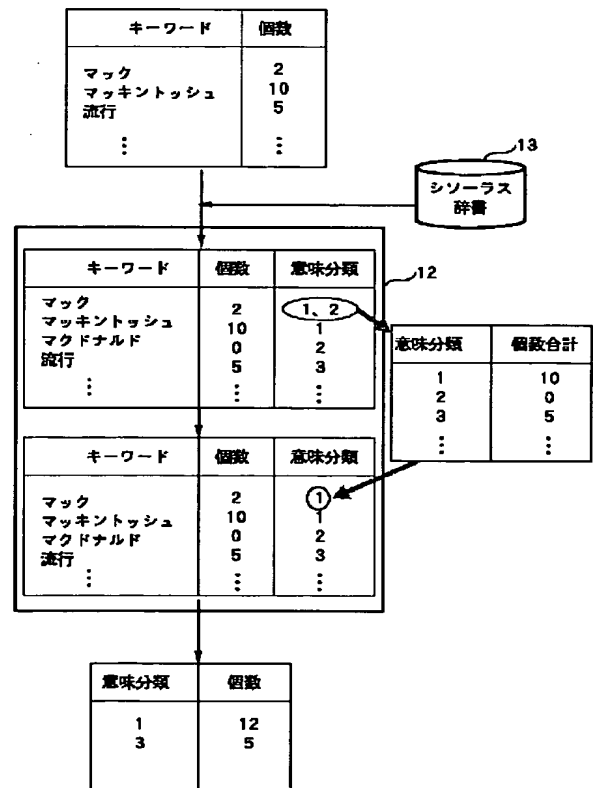 キーワード 個数
マック 2
マッキントッシュ 10
流行 5
⋮ ⋮
13
シソーラス
辞書
12
キーワード 個数 意味分類
マック 2 1、2
マッキントッシュ 10 1
マクドナルド 0 2
流行 5 3
⋮ ⋮ ⋮
意味分類 個数合計
1 10
2 0
3 5
⋮ ⋮
キーワード 個数 意味分類
マック 2 1
マッキントッシュ 10 1
マクドナルド 0 2
流行 5 3
⋮ ⋮ ⋮
意味分類 個数
1 12
3 5